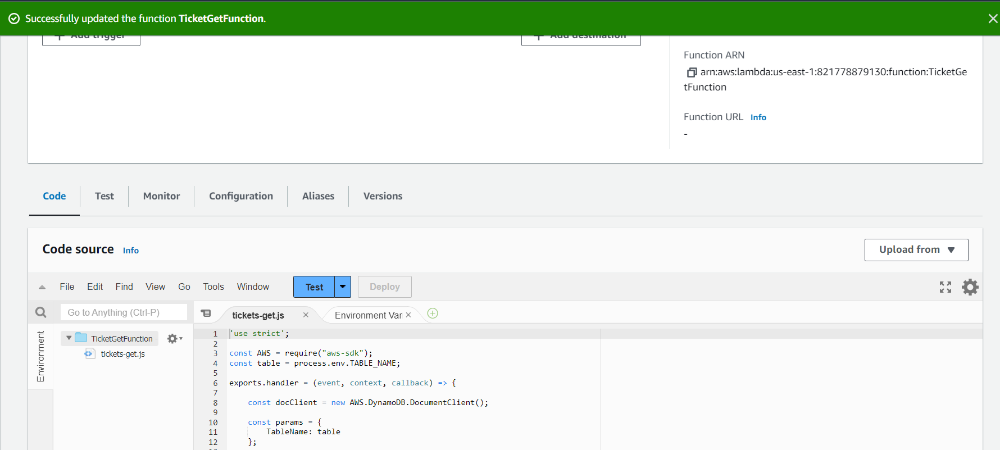 Successfully updated the function TicketGetFunction.
Add trigger
Add destination
Function ARN
arn:aws:lambda:us-east-1:821778879130:function:TicketGe
tFunction
Function URL Info
-
Code Test Monitor Configuration Aliases Versions
Code source Info
Upload from
File Edit Find View Go Tools Window Test Deploy
Go to Anything (Ctrl-P)
tickets-get.js
Environment Var
Environment
TicketGetFunction
tickets-get.js
1 'use strict';
2
3 const AWS = require("aws-sdk");
4 const table = process.env.TABLE_NAME;
5
6 exports.handler = (event, context, callback) => {
7
8 const docClient = new AWS.DynamoDB.DocumentClient();
9
10 const params = {
11 TableName: table
12 };